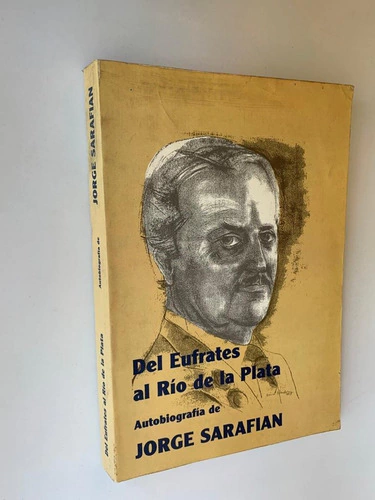 Del Eufrates
al Río de la Plata
Autobiografía de
JORGE SARAFIAN
Del Eufrates al Río de la Plata
Autobiografía de
JORGE SARAFIAN